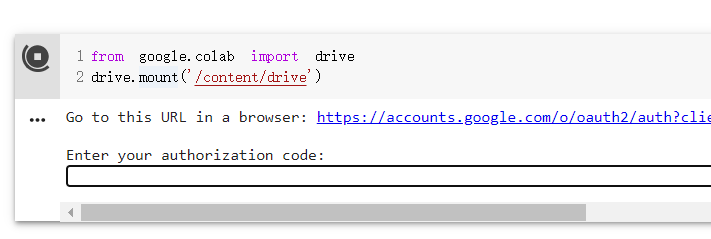 1 from google.colab import drive
2 drive.mount('/content/drive')
Go to this URL in a browser: https://accounts.google.com/o/oauth2/auth?clie
Enter your authorization code: